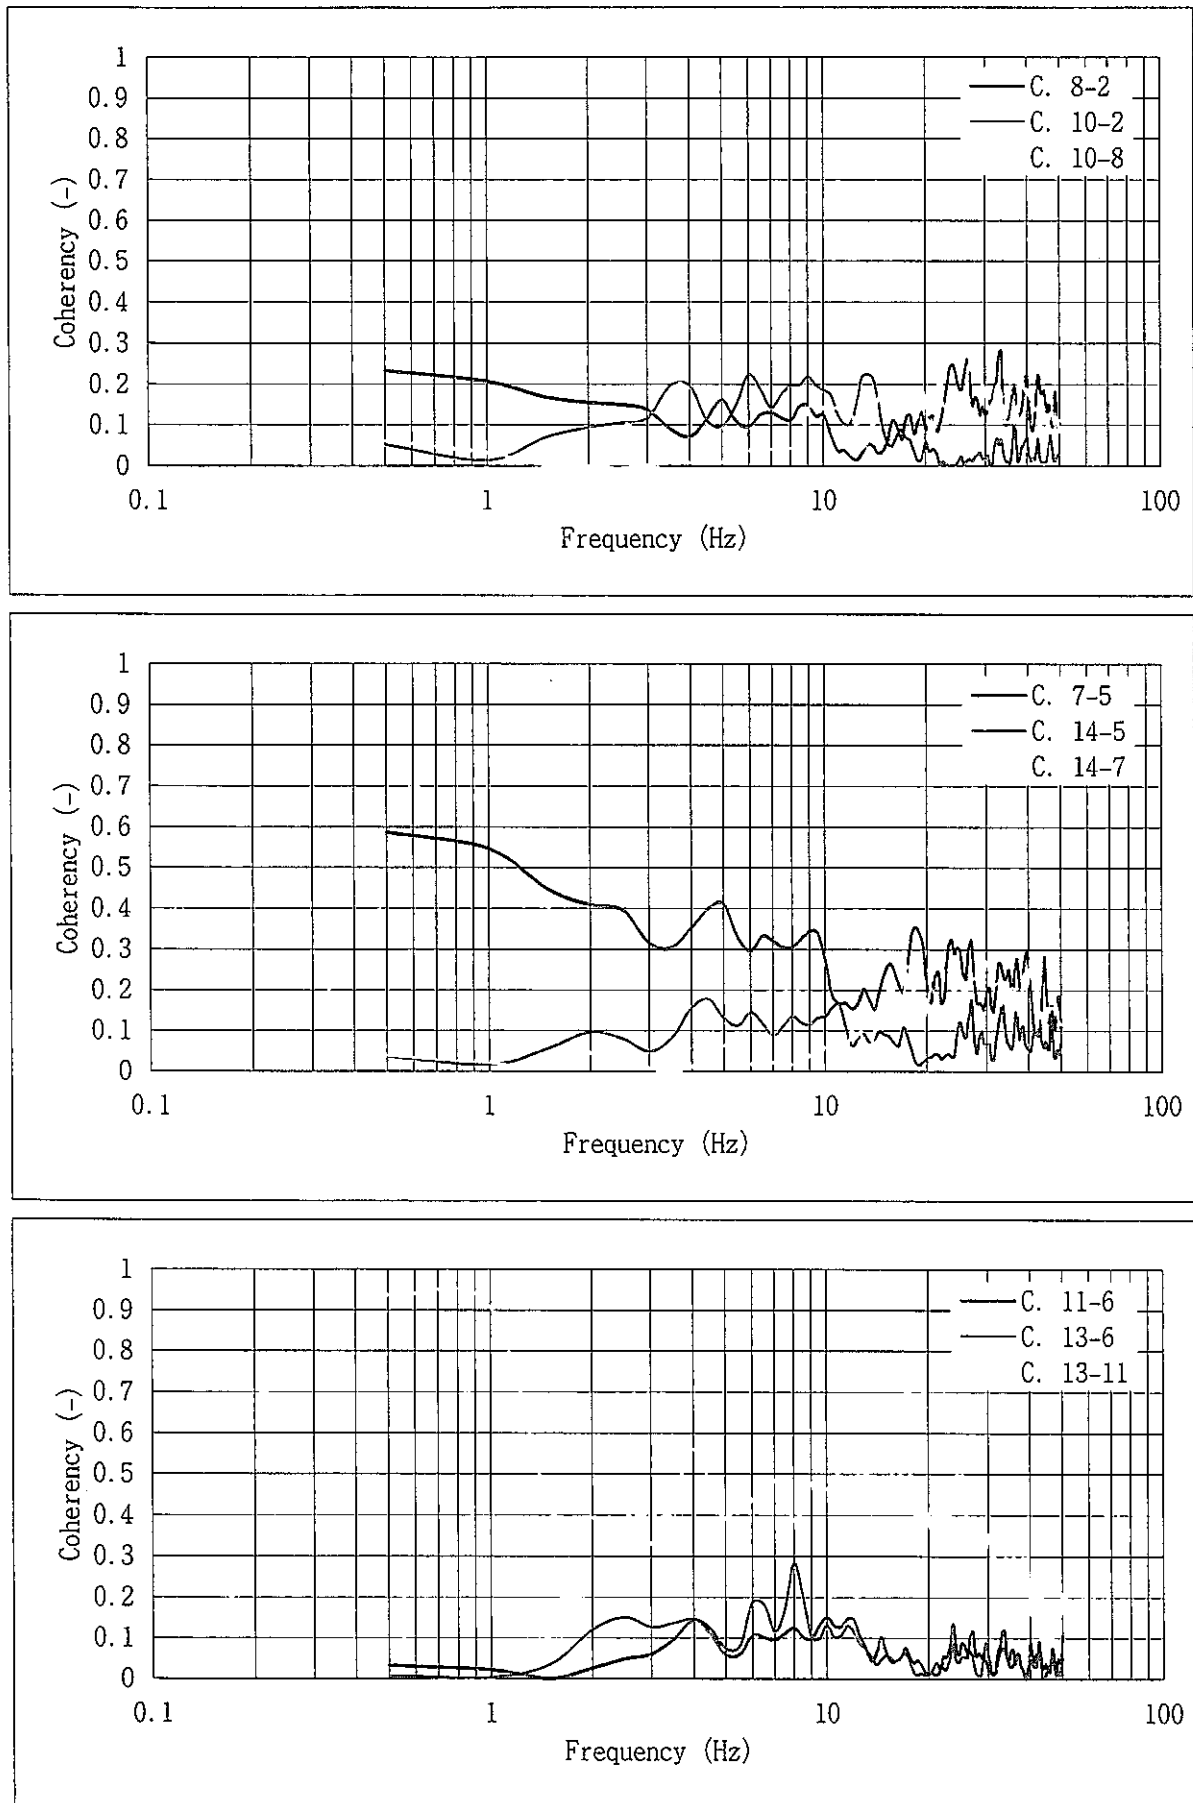 1
0.9
0.8
0.7
0.6
0.5
0.4
0.3
0.2
0.1
0
Coherency (-)
C. 8-2
C. 10-2
C. 10-8
0.1 1 10 100
Frequency (Hz)
1
0.9
0.8
0.7
0.6
0.5
0.4
0.3
0.2
0.1
0
Coherency (-)
C. 7-5
C. 14-5
C. 14-7
0.1 1 10 100
Frequency (Hz)
1
0.9
0.8
0.7
0.6
0.5
0.4
0.3
0.2
0.1
0
Coherency (-)
C. 11-6
C. 13-6
C. 13-11
0.1 1 10 100
Frequency (Hz)